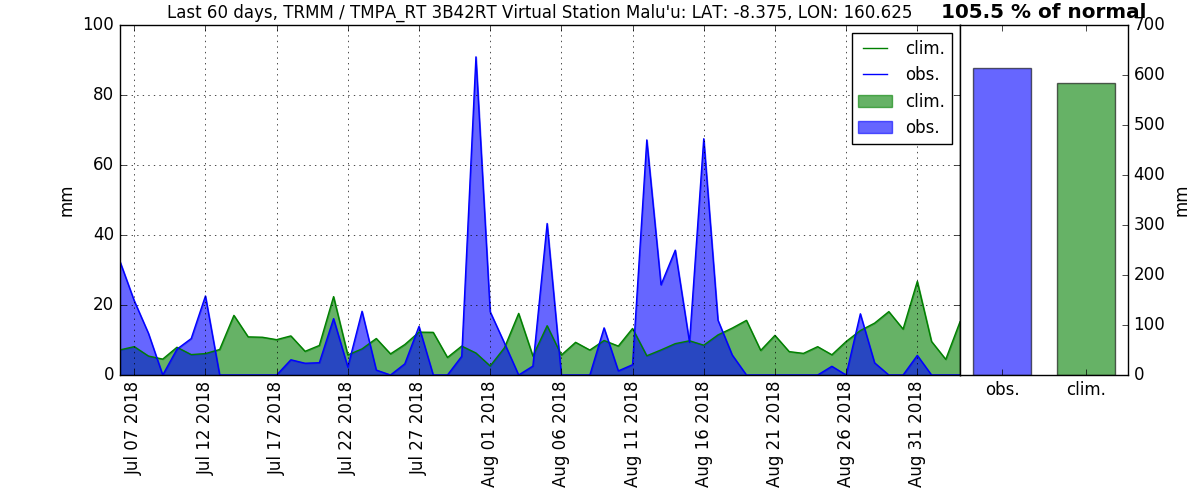 Last 60 days, TRMM / TMPA_RT 3B42RT Virtual Station Malu'u: LAT: -8.375, LON: 160.625
105.5 % of normal
100
80
60
40
20
0
mm
clim.
obs.
clim.
obs.
700
600
500
400
300
200
100
0
mm
Jul 07 2018
Jul 12 2018
Jul 17 2018
Jul 22 2018
Jul 27 2018
Aug 01 2018
Aug 06 2018
Aug 11 2018
Aug 16 2018
Aug 21 2018
Aug 26 2018
Aug 31 2018
obs.
clim.